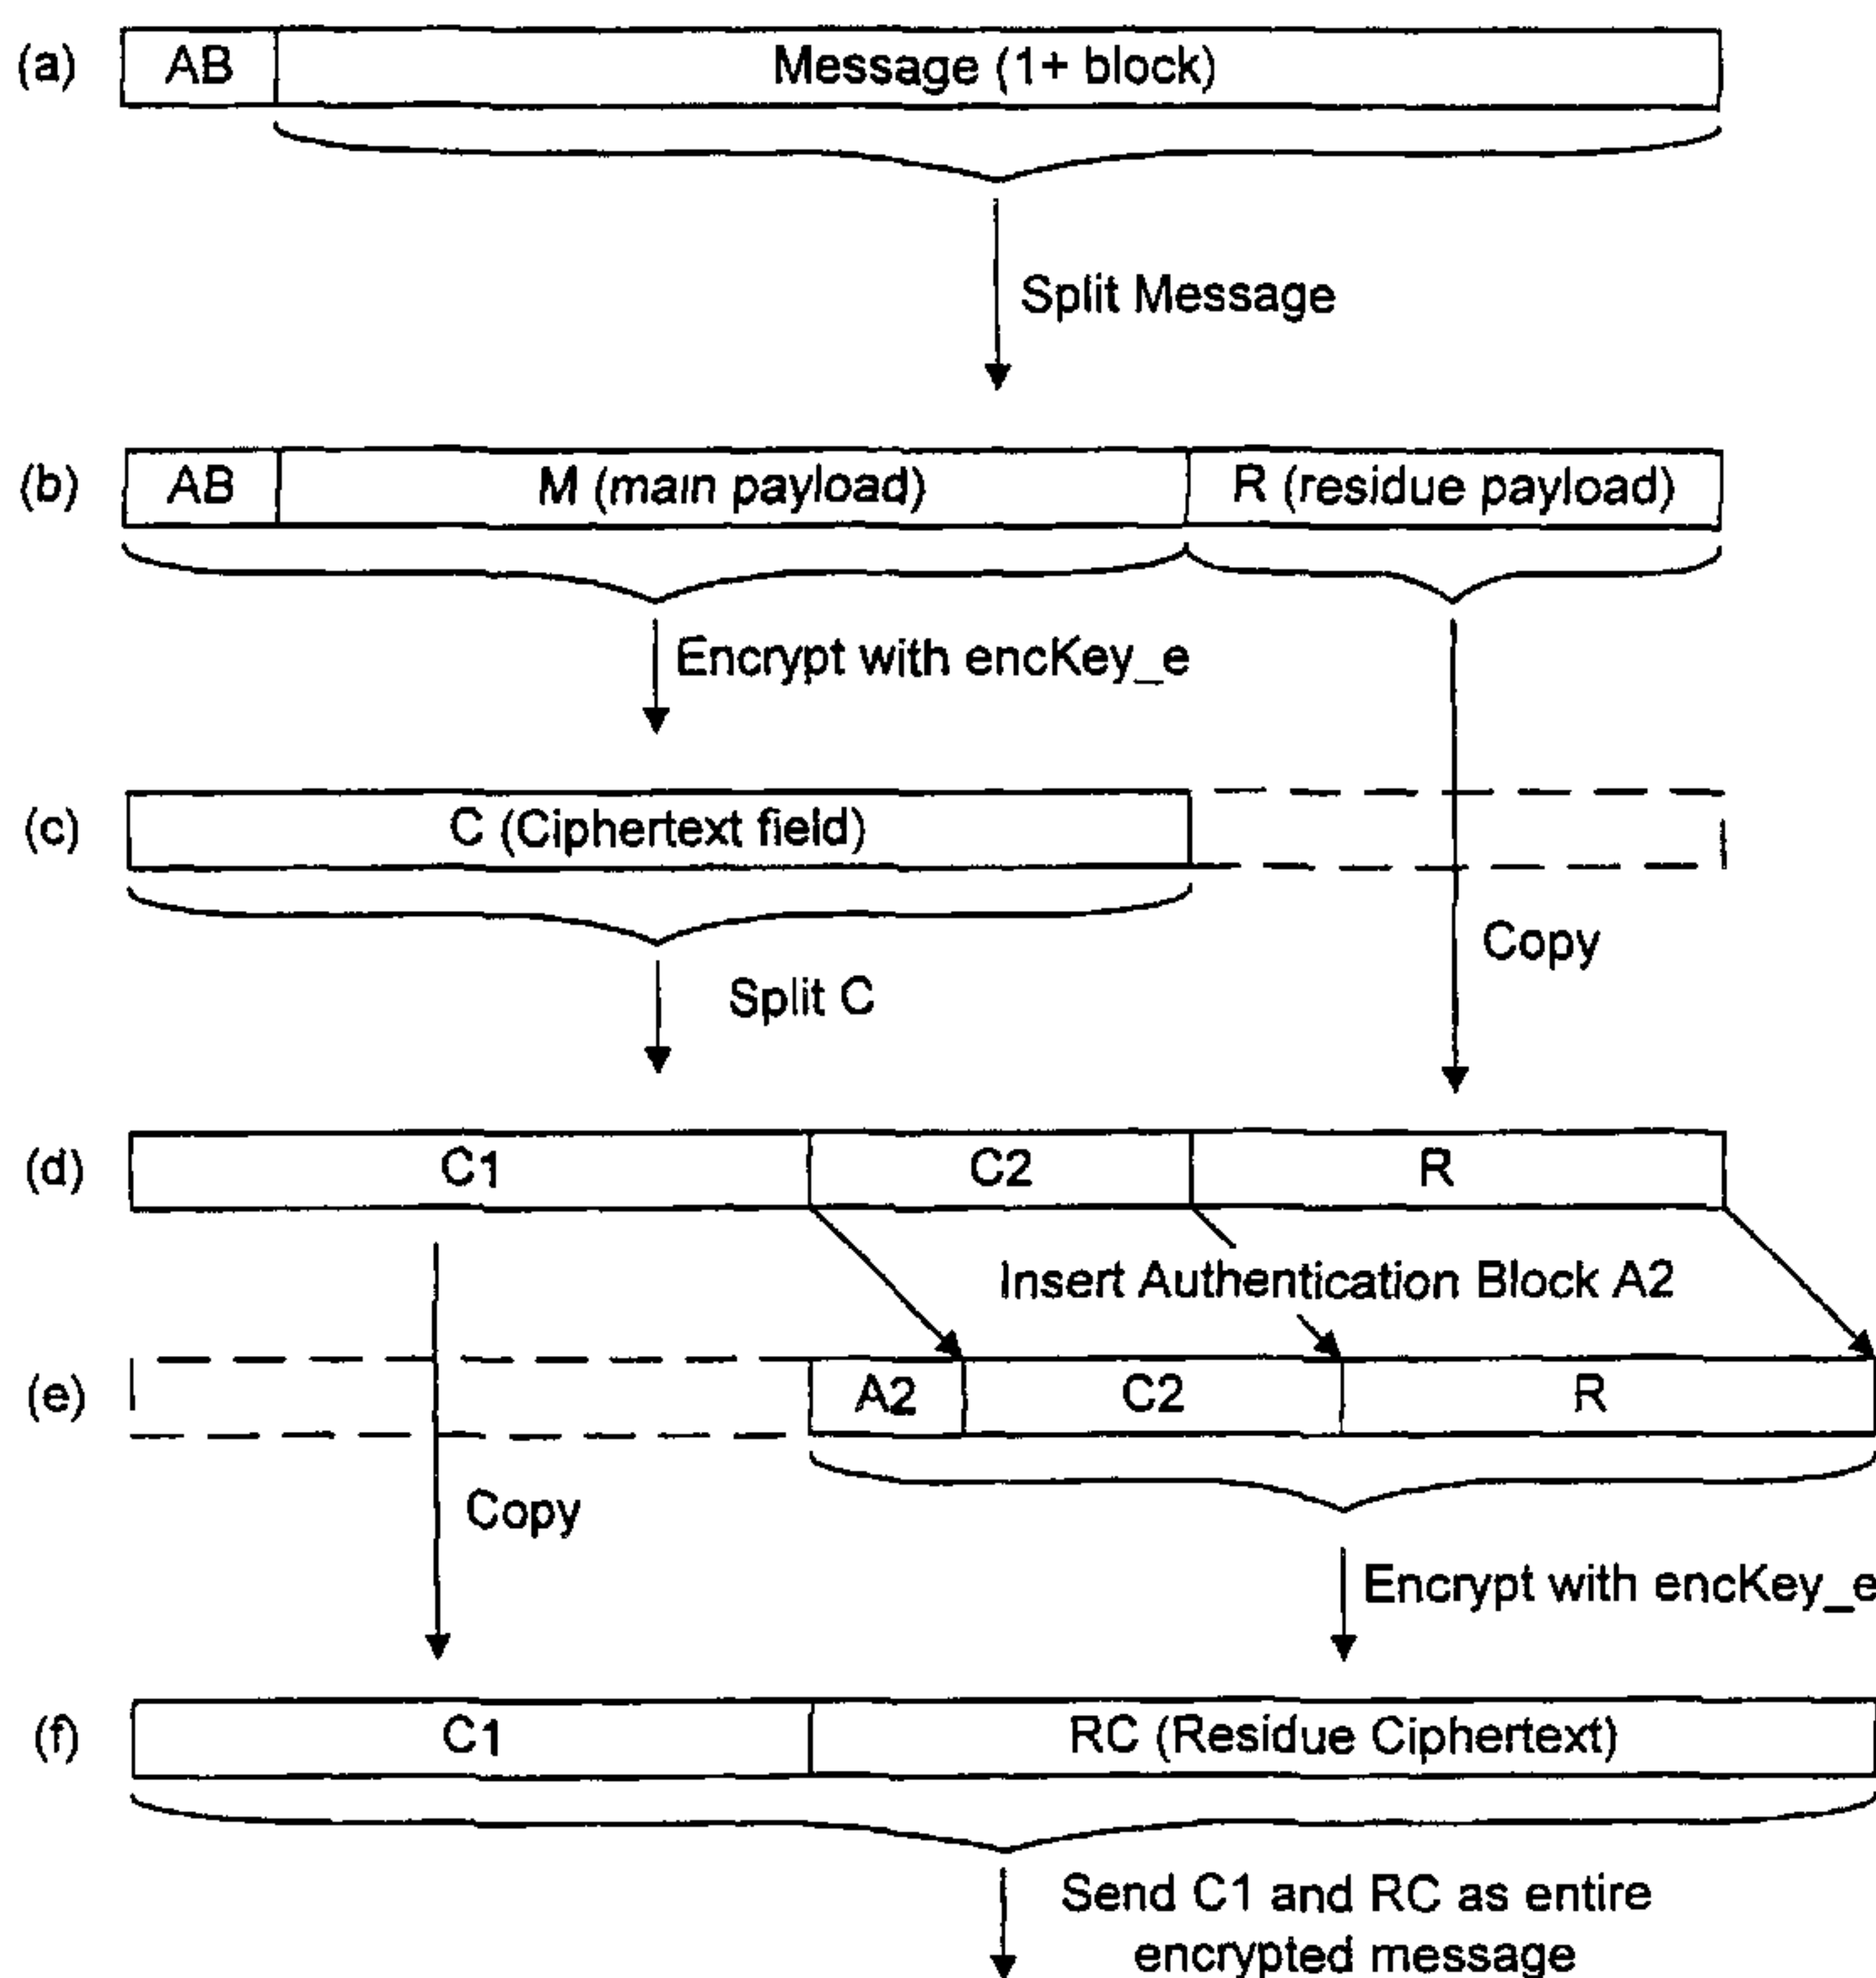 (a) AB Message (1+ block)
Split Message
(b) AB M (main payload) R (residue payload)
Encrypt with encKey_e
(c) C (Ciphertext field)
Copy
Split C
(d) C1 C2 R
Insert Authentication Block A2
(e) A2 C2 R
Copy
Encrypt with encKey_e
(f) C1 RC (Residue Ciphertext)
Send C1 and RC as entire
encrypted message